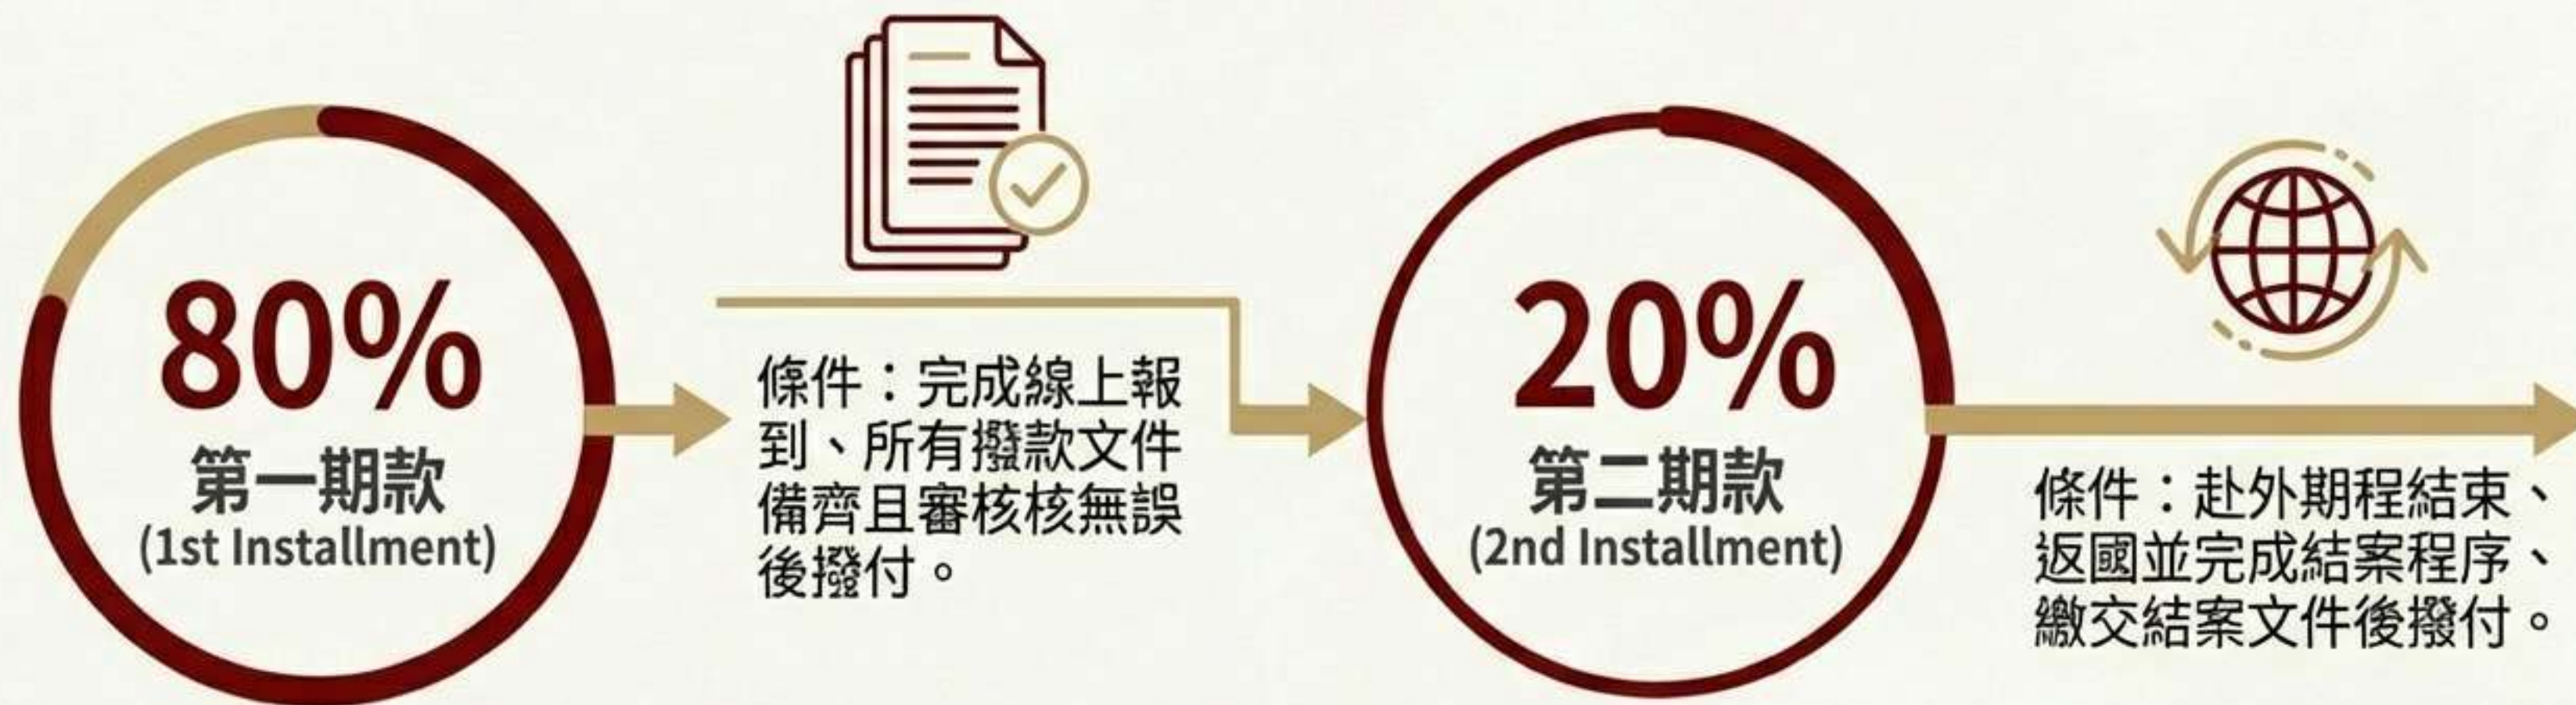 80%
第一期款
(1st Installment)
條件：完成線上報
到、所有撥款文件
備齊且審核核無誤
後撥付。
20%
第二期款
(2nd Installment)
條件：赴外期程結束、
返國並完成結案程序、
繳交結案文件後撥付。